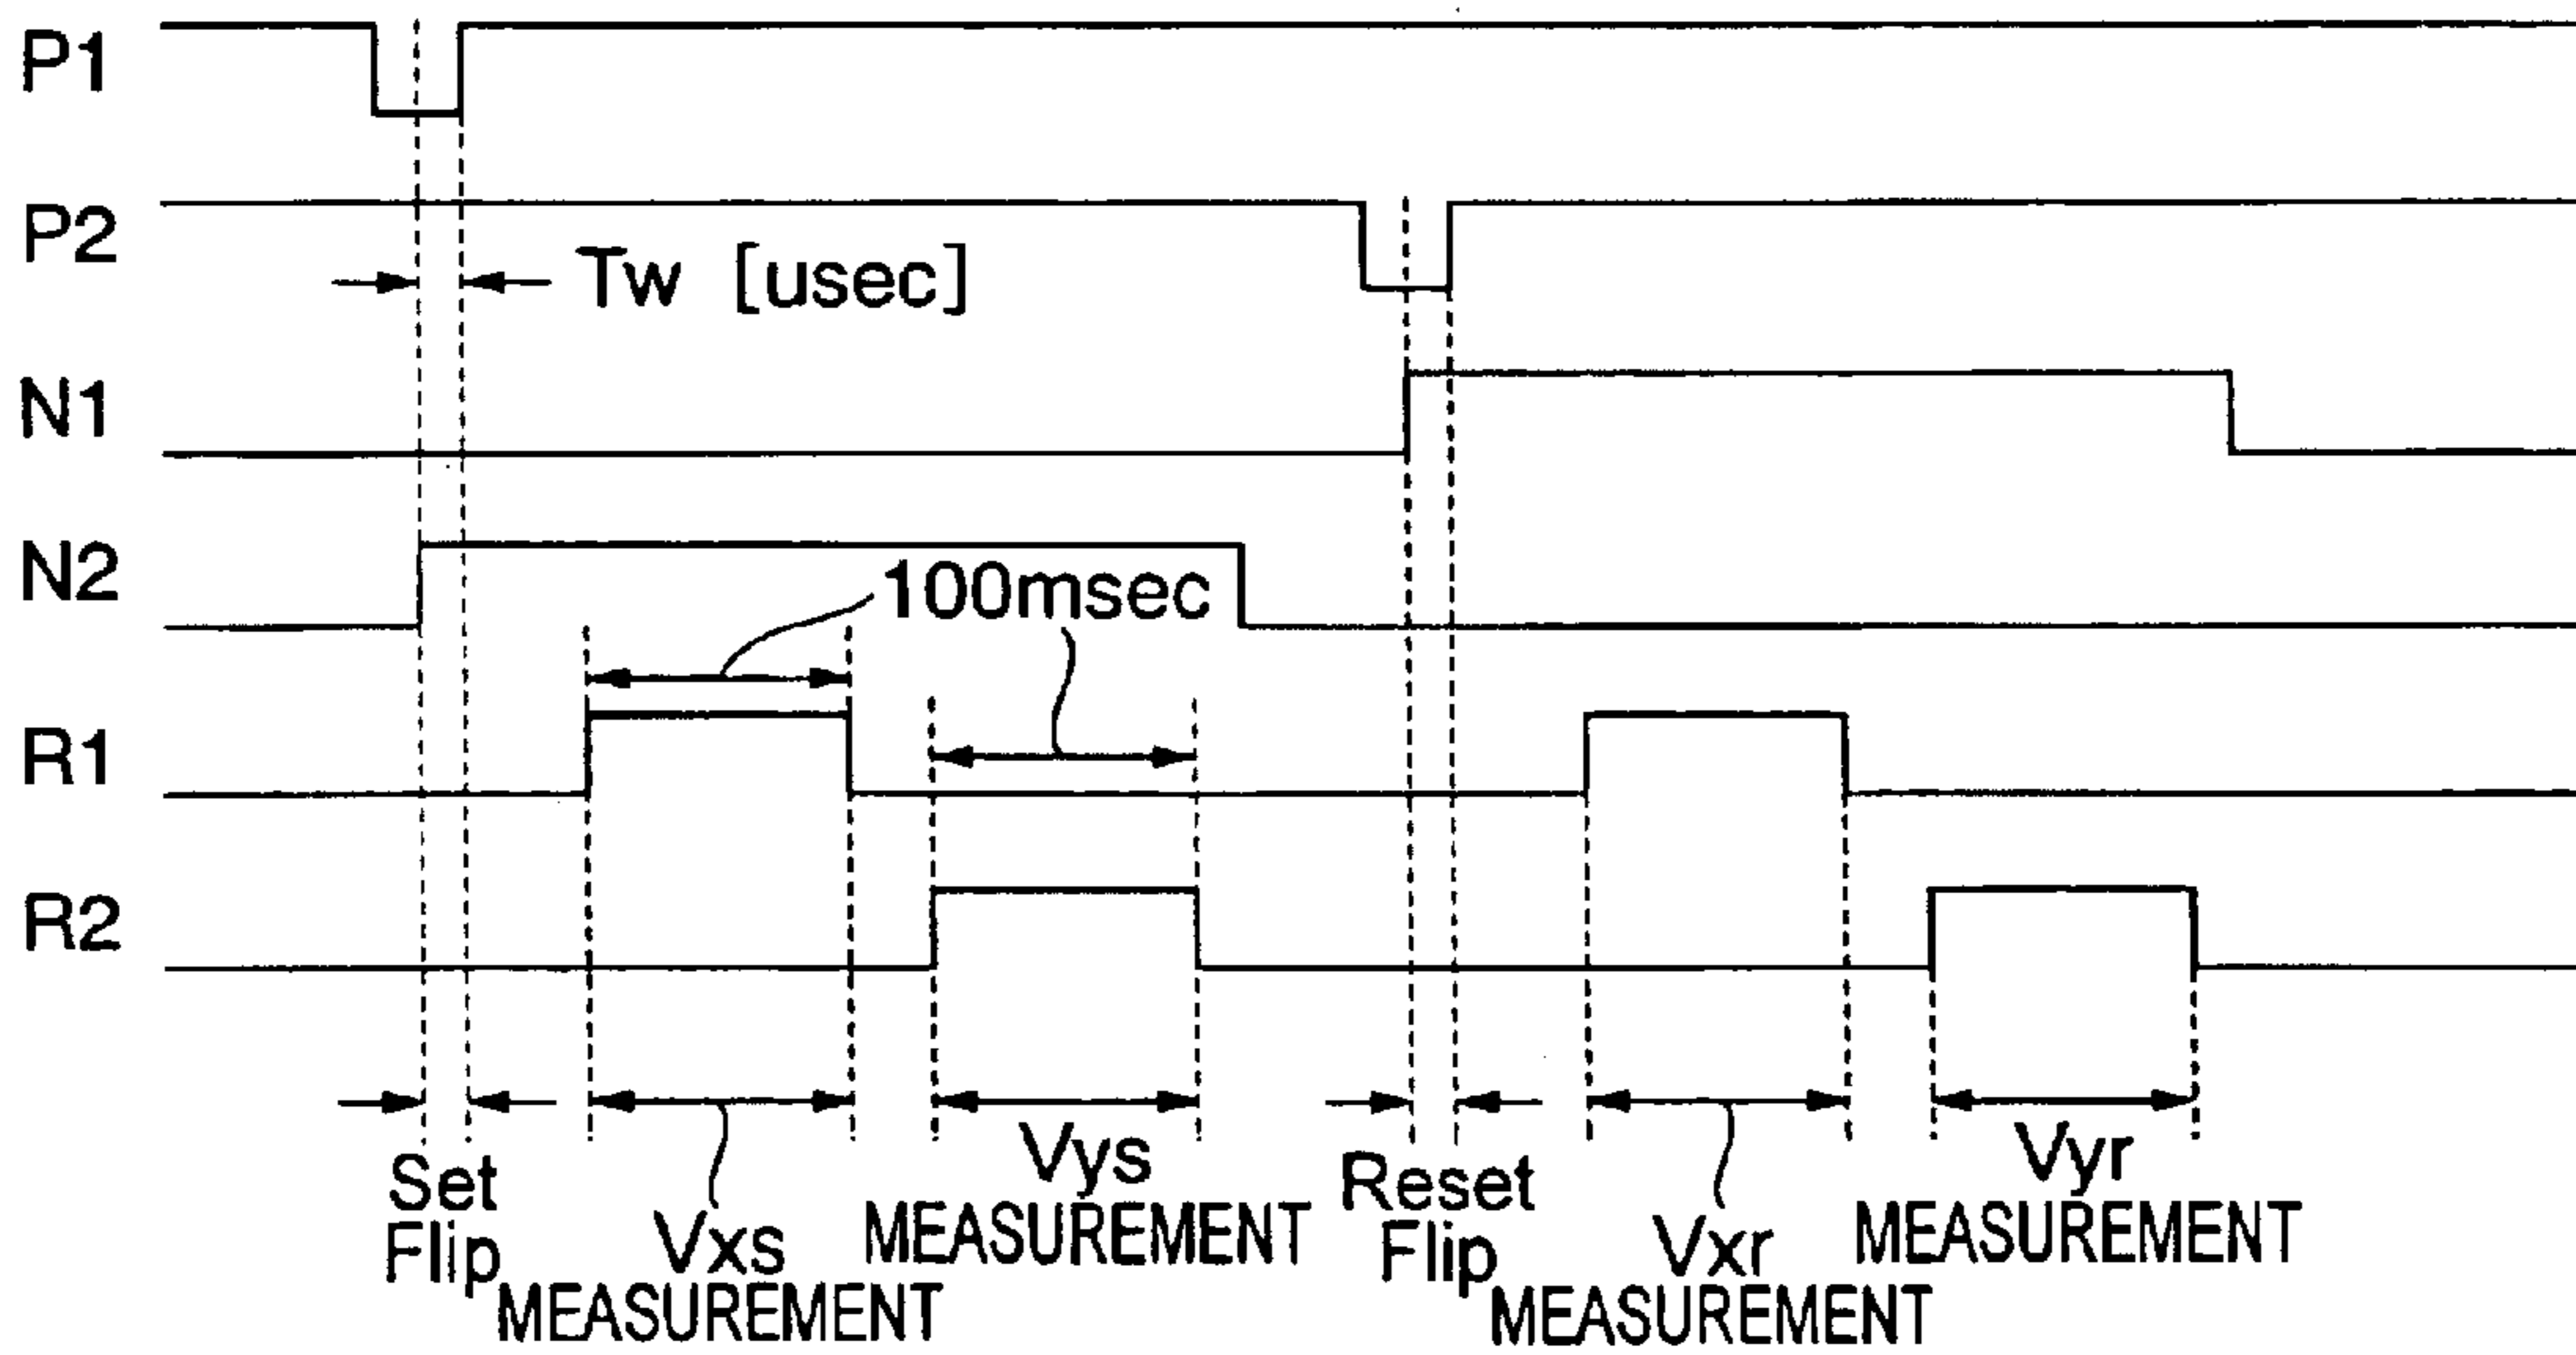 P1
P2
Tw [usec]
N1
N2
100msec
R1
R2
Set
Flip
Vxs
MEASUREMENT
Vys
MEASUREMENT
Reset
Flip
Vxr
MEASUREMENT
Vyr
MEASUREMENT